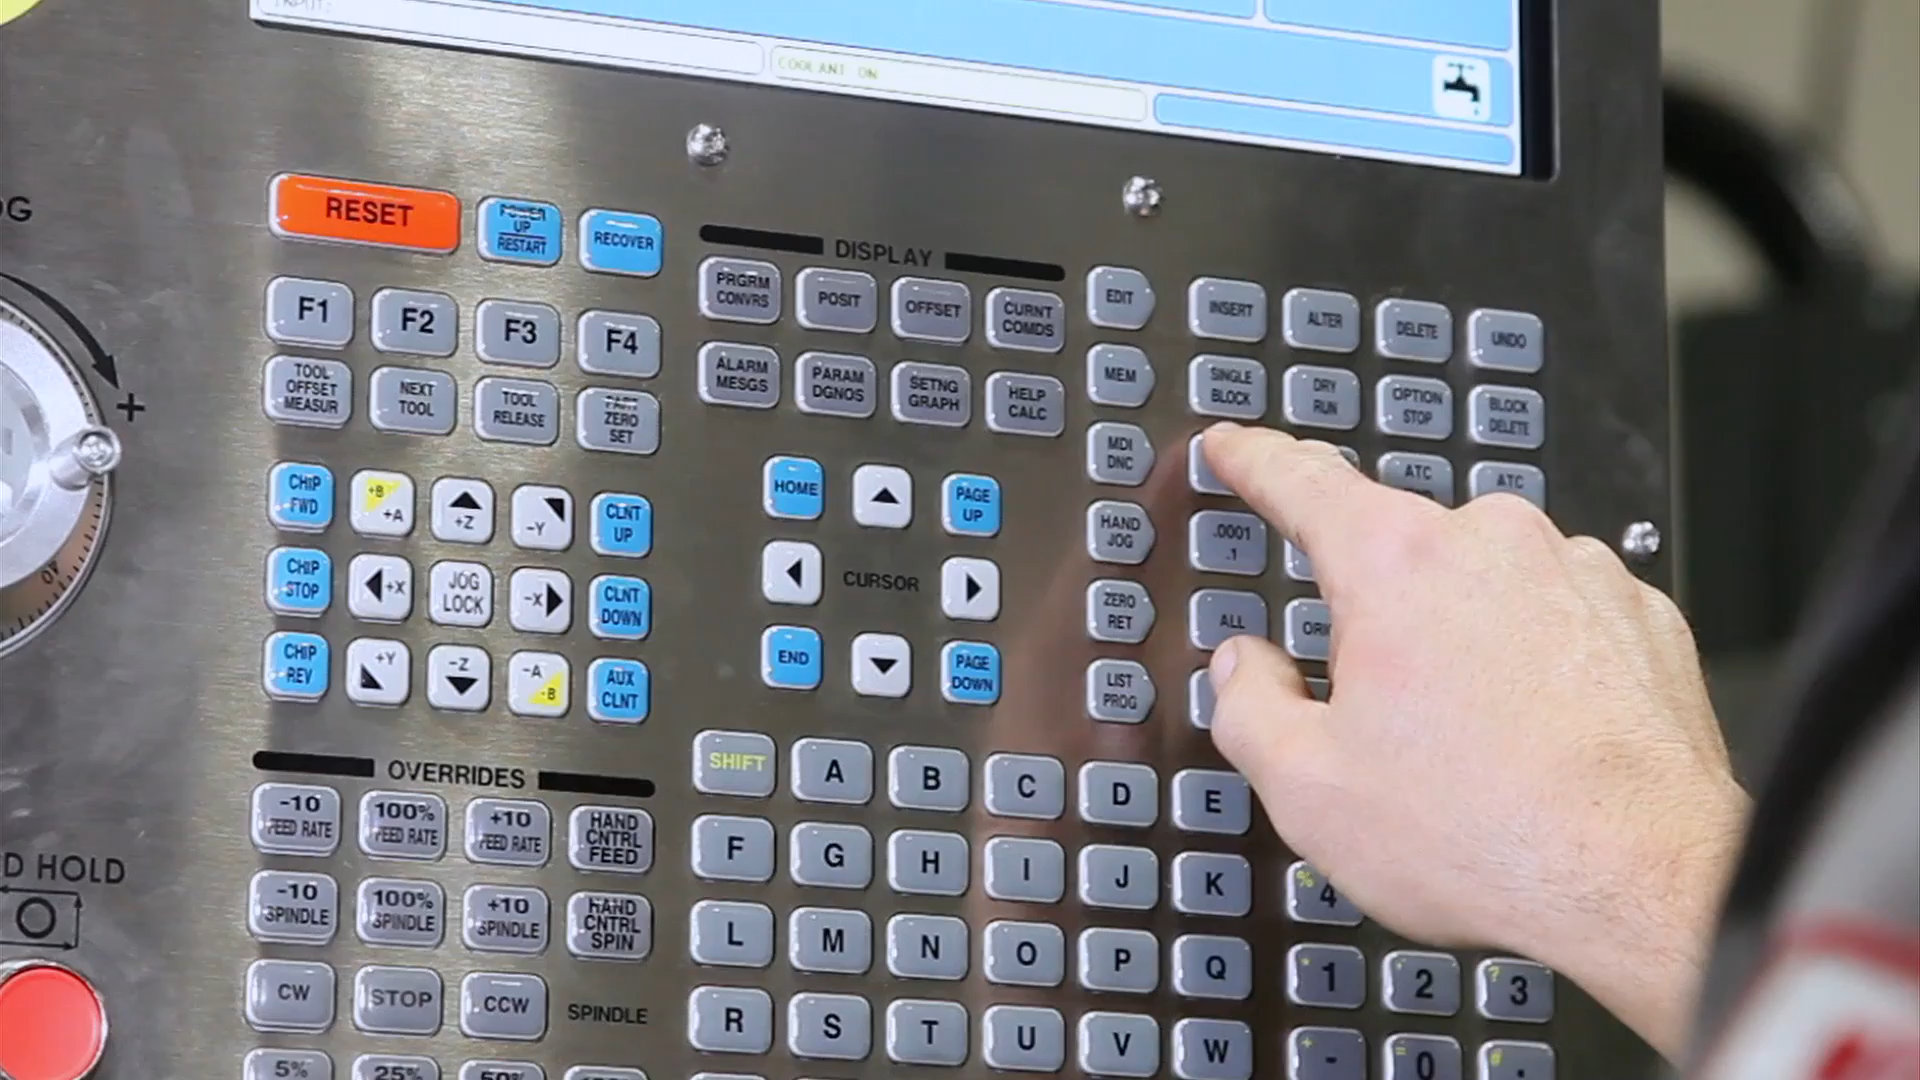 INPUT:
COOLANT ON
OG
+
RESET
POWER
UP
RESTART
RECOVER
F1
F2
F3
F4
TOOL
OFFSET
MEASUR
NEXT
TOOL
TOOL
RELEASE
PART
ZERO
SET
CHIP
FWD
+B
+A
+Z
-Y
CLNT
UP
CHIP
STOP
+X
JOG
LOCK
-X
CLNT
DOWN
CHIP
REV
+Y
-Z
-A
-B
AUX
CLNT
DISPLAY
PRGRM
CONVRS
POSIT
OFFSET
CURNT
COMDS
ALARM
MESGS
PARAM
DGNOS
SETNG
GRAPH
HELP
CALC
HOME
PAGE
UP
CURSOR
END
PAGE
DOWN
EDIT
INSERT
ALTER
DELETE
UNDO
MEM
SINGLE
BLOCK
DRY
RUN
OPTION
STOP
BLOCK
DELETE
MDI
DNC
ATC
ATC
HAND
JOG
.0001
.1
ZERO
RET
ALL
ORI
LIST
PROG
OVERRIDES
-10
FEED RATE
100%
FEED RATE
+10
FEED RATE
HAND
CNTRL
FEED
-10
SPINDLE
100%
SPINDLE
+10
SPINDLE
HAND
CNTRL
SPIN
CW
STOP
CCW
SPINDLE
5%
25%
50%
D HOLD
SHIFT
A
B
C
D
E
F
G
H
I
J
K
% 4
L
M
N
O
P
Q
* 1
2
? 3
R
S
T
U
V
W
+ -
= 0
# .